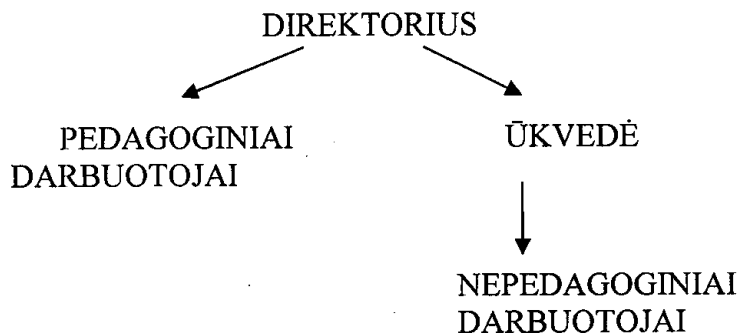 DIREKTORIUS
PEDAGOGINIAI
DARBUOTOJAI
ŪKVEDĖ
NEPEDAGOGINIAI
DARBUOTOJAI